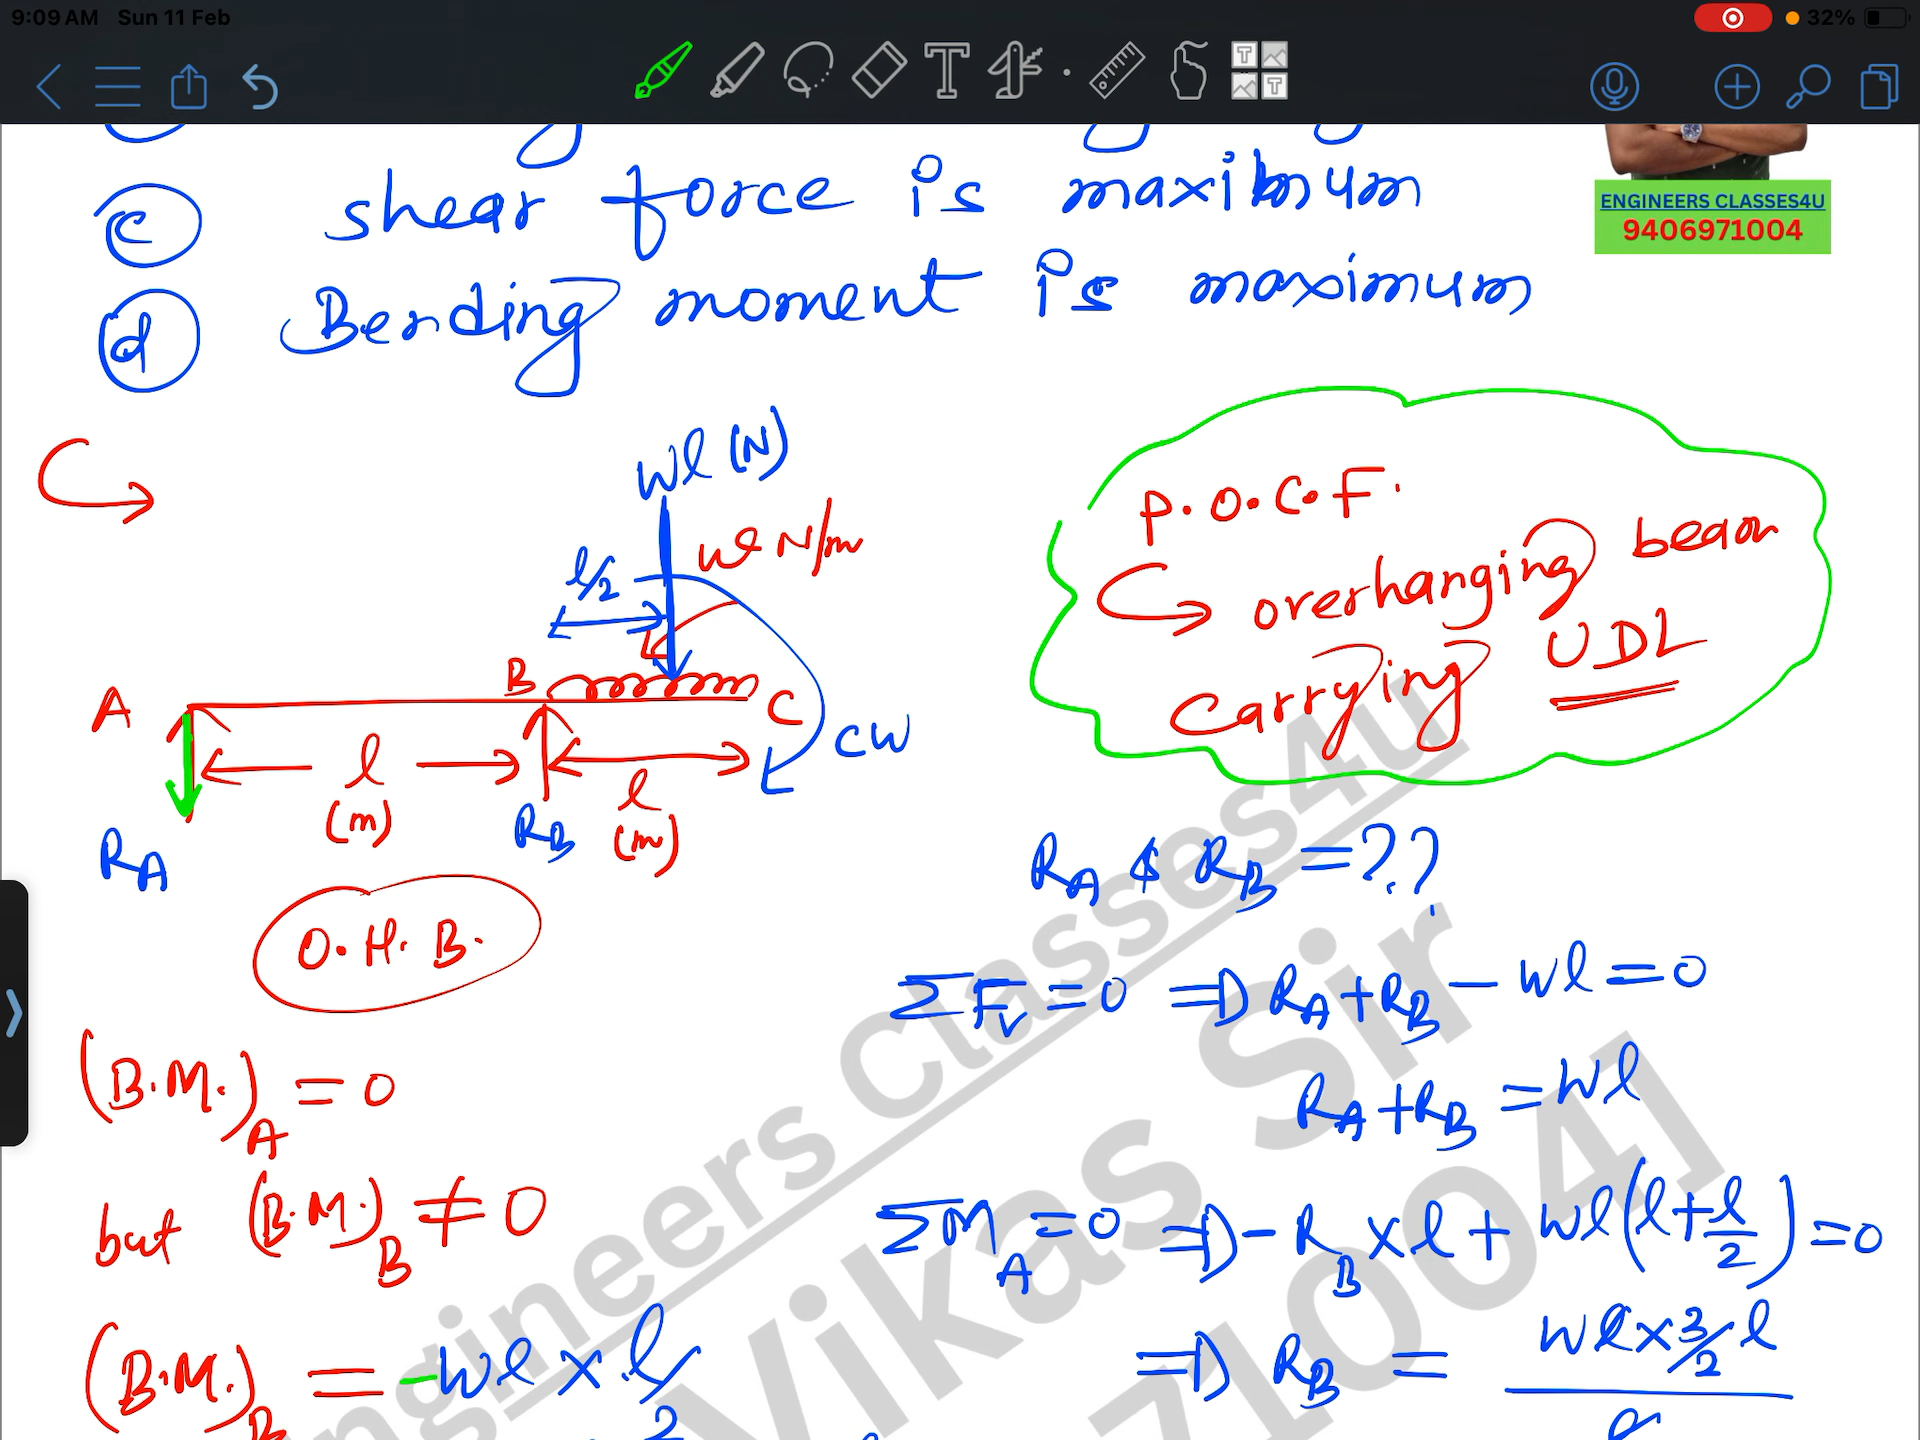 9:09 AM Sun 11 Feb
32%
ENGINEERS CLASSES4U
9406971004
c shear force is maximum
d Bending moment is maximum
wl (N)
w N/m
l/2
A
B
C
CW
l
(m)
l
(m)
RA
RB
O.H.B.
P.O.C.F.
overhanging beam
carrying UDL
RA & RB = ??
ΣFv = 0 ⇒ RA + RB - wl = 0
RA + RB = wl
(B.M.)A = 0
but (B.M.)B ≠ 0
(B.M.)B = -wl × l/2
ΣMA = 0 ⇒ - RB × l + wl(l + l/2) = 0
⇒ RB = wl × 3/2 l
Engineers Classes4u
Vikas Sir
71004]